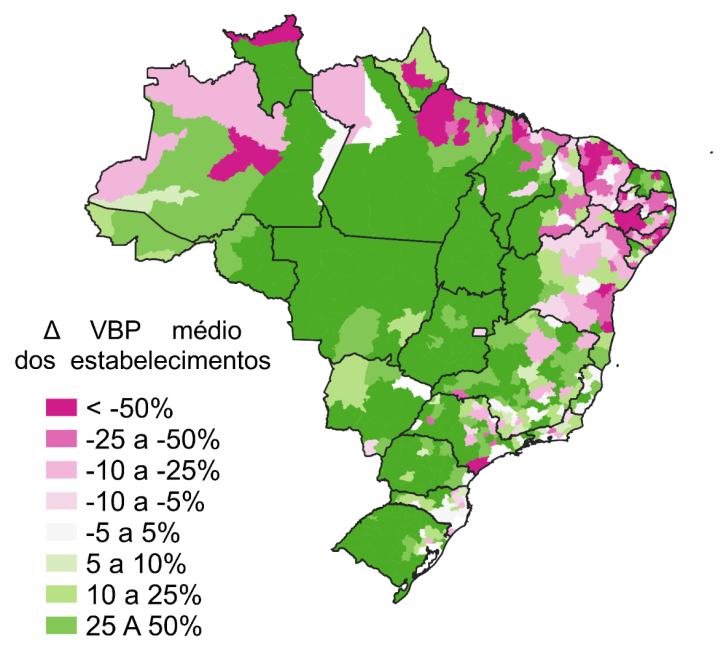 Δ VBP médio
dos estabelecimentos
< -50%
-25 a -50%
-10 a -25%
-10 a -5%
-5 a 5%
5 a 10%
10 a 25%
25 A 50%